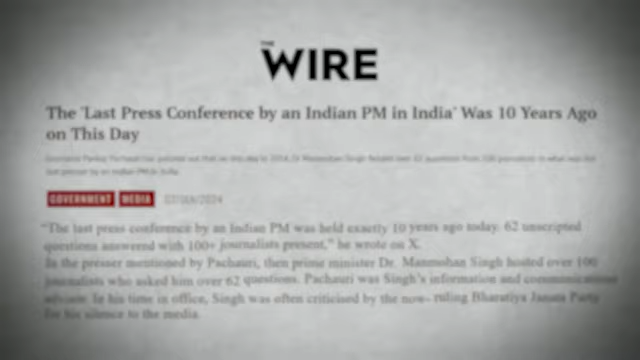 THE WIRE
The 'Last Press Conference by an Indian PM in India' Was 10 Years Ago
on This Day
GOVERNMENT MEDIA
"The last press conference by an Indian PM was held exactly 10 years ago today. 62 unscripted
questions answered with 100+ journalists present," he wrote on X.
In the presser mentioned by Pachauri, then prime minister Dr. Manmohan Singh hosted over 100
journalists who asked him over 62 questions. Pachauri was Singh's information and communications
In his time in office, Singh was often criticised by the now- ruling Bharatiya Janata Party
for his silence to the media.